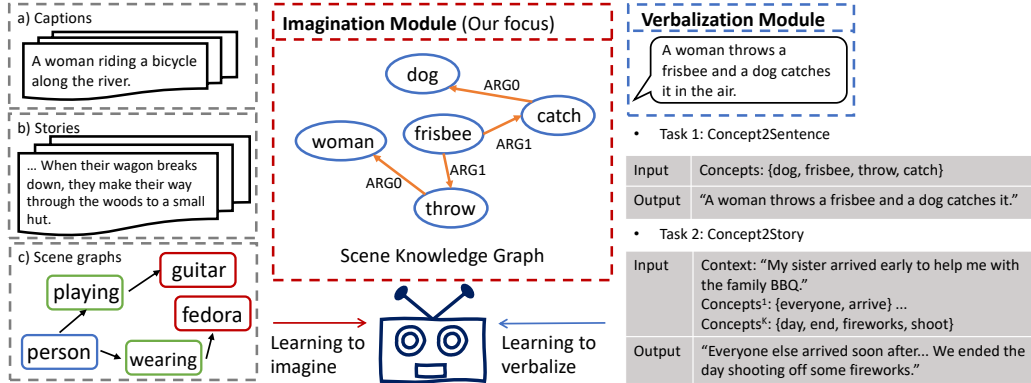 a) Captions
A woman riding a bicycle
along the river.
b) Stories
... When their wagon breaks
down, they make their way
through the woods to a small
hut.
c) Scene graphs
guitar
playing
fedora
person
wearing
Imagination Module (Our focus)
dog
ARG0
catch
woman
frisbee
ARG1
ARG0
ARG1
throw
Scene Knowledge Graph
Learning to
imagine
Learning to
verbalize
Verbalization Module
A woman throws a
frisbee and a dog catches
it in the air.
• Task 1: Concept2Sentence
Input Concepts: {dog, frisbee, throw, catch}
Output “A woman throws a frisbee and a dog catches it.”
• Task 2: Concept2Story
Input Context: “My sister arrived early to help me with
the family BBQ.”
Concepts¹: {everyone, arrive} ...
Conceptsᴷ: {day, end, fireworks, shoot}
Output “Everyone else arrived soon after... We ended the
day shooting off some fireworks.”